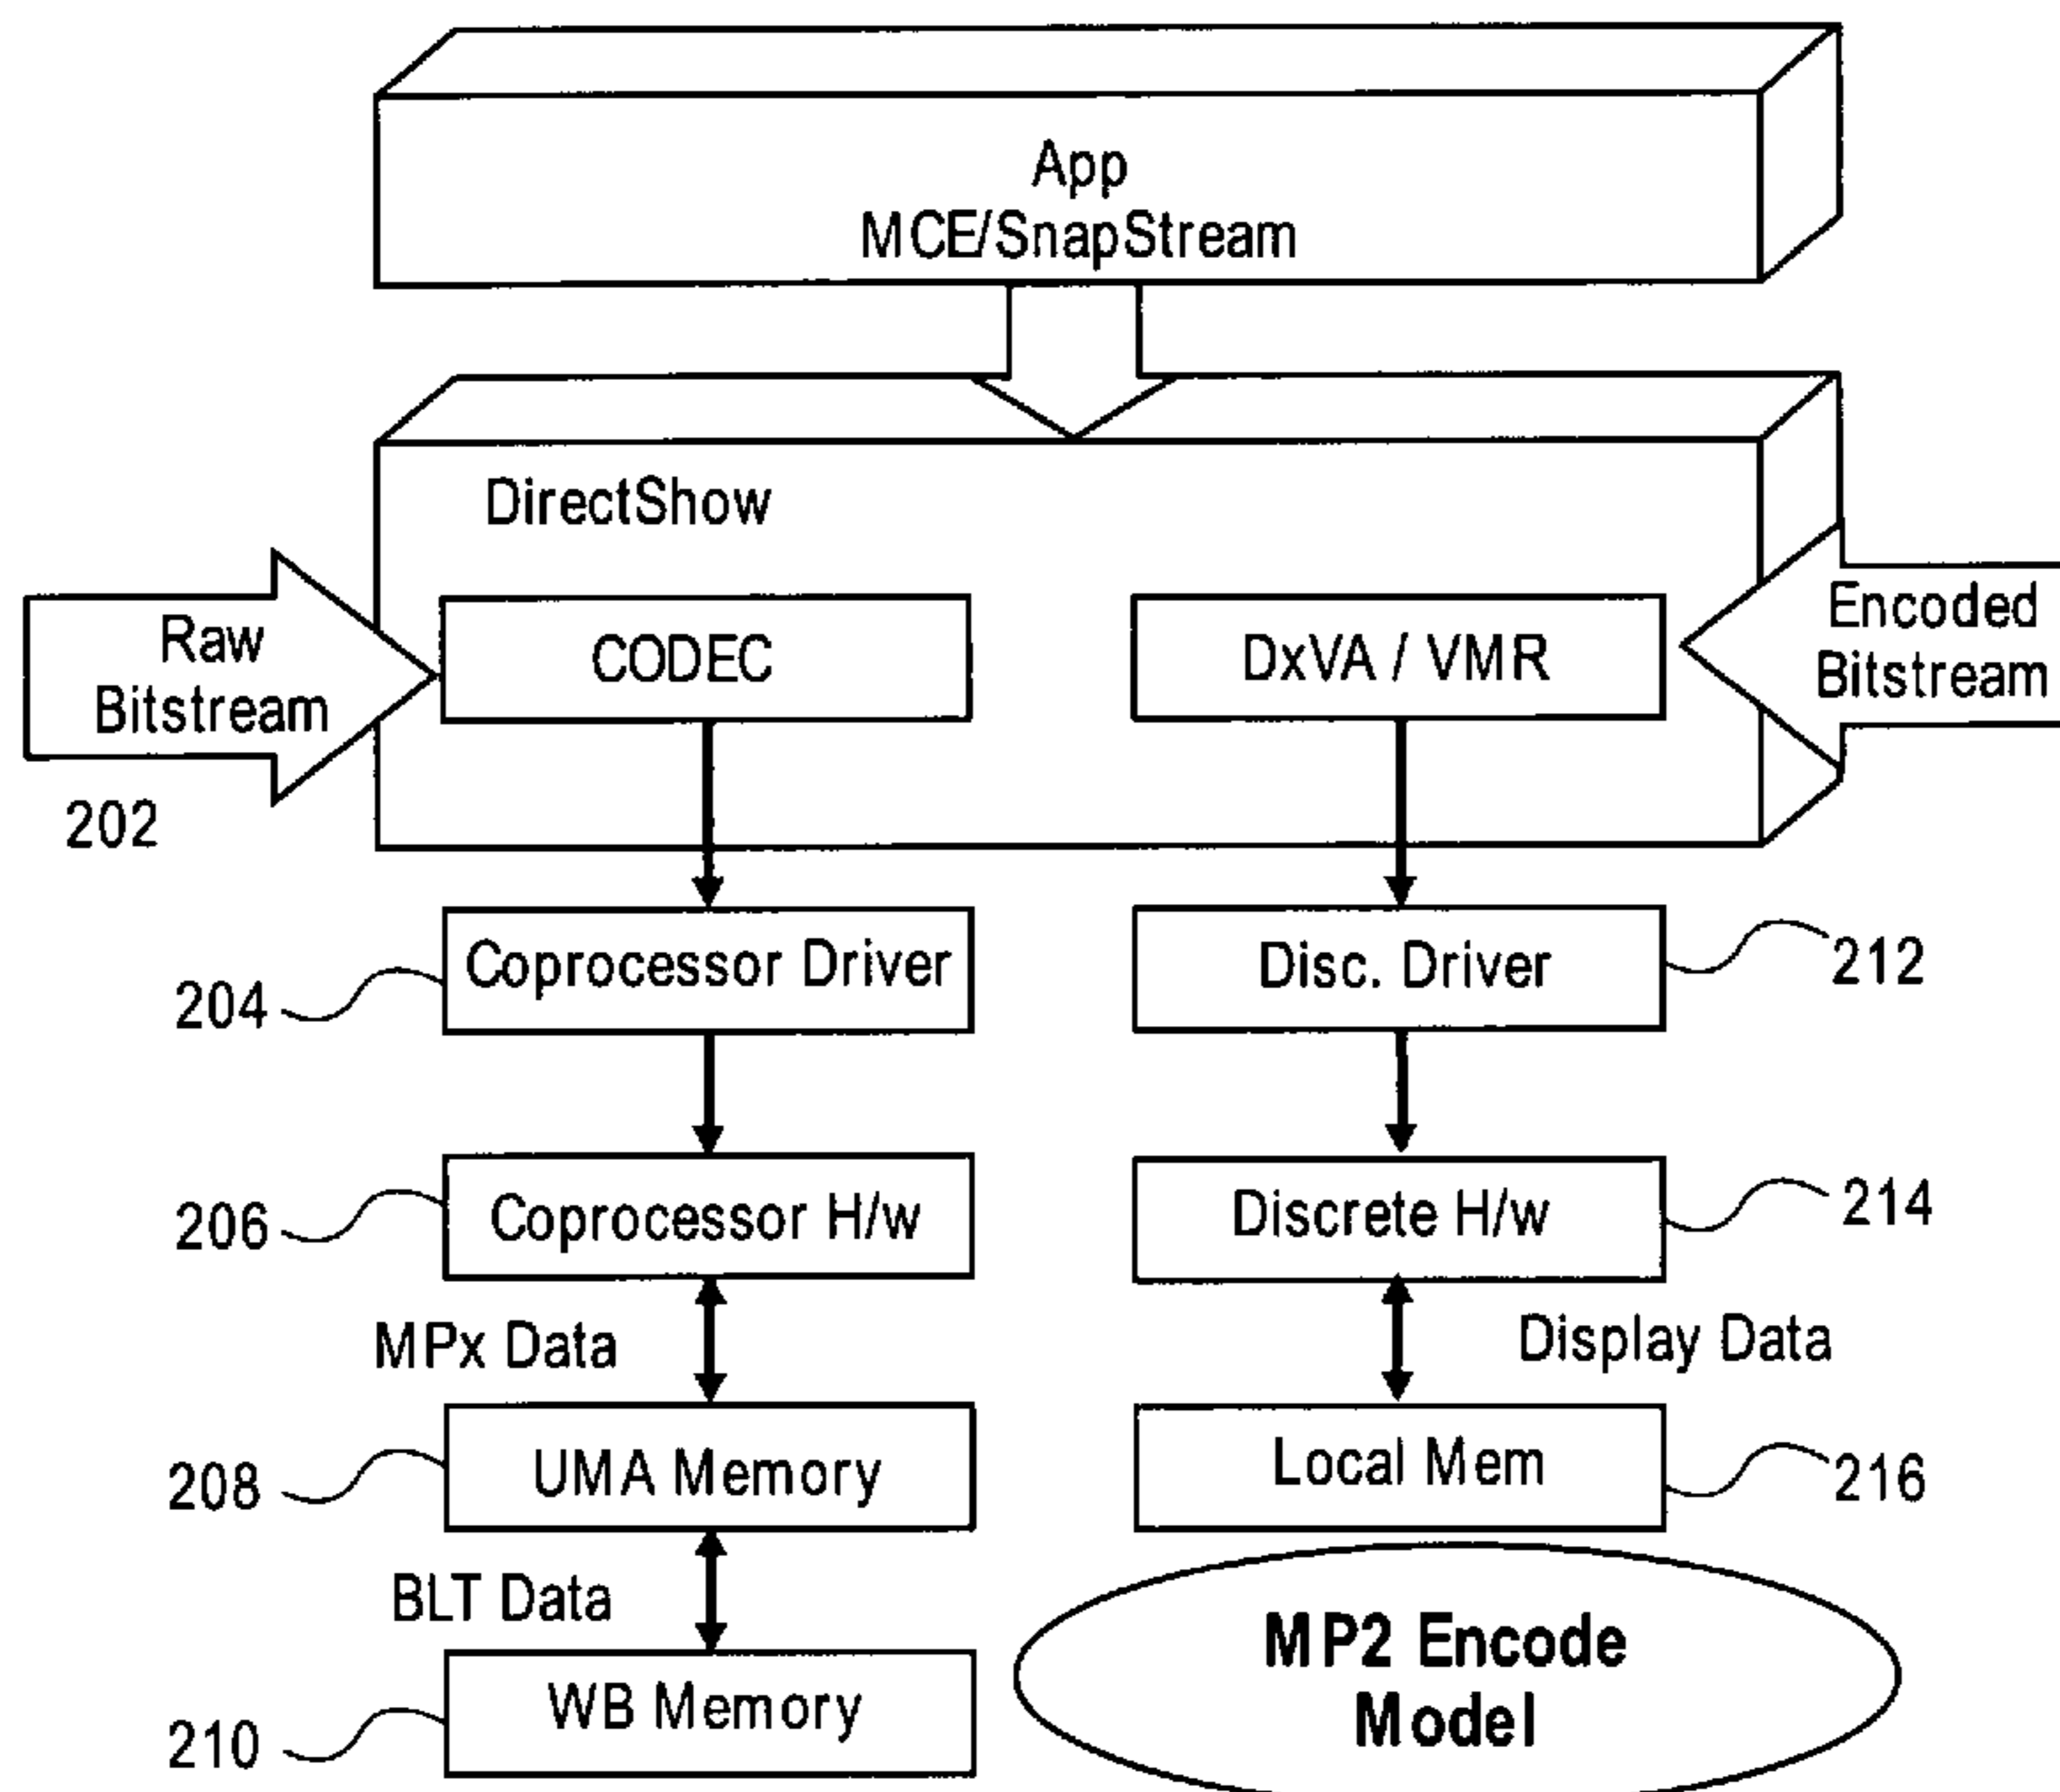 App
MCE/SnapStream
DirectShow
Raw
Bitstream
202
CODEC
DxVA / VMR
Encoded
Bitstream
Coprocessor Driver
204
Disc. Driver
212
Coprocessor H/w
206
Discrete H/w
214
MPx Data
Display Data
UMA Memory
208
Local Mem
216
BLT Data
WB Memory
210
MP2 Encode
Model